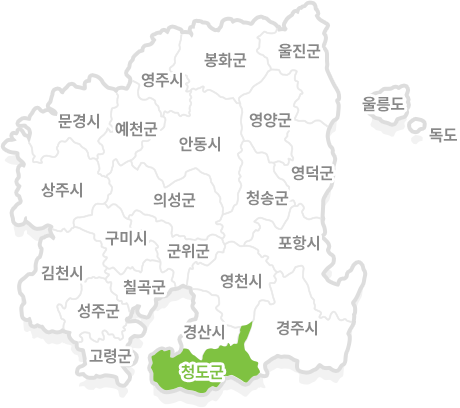 울진군
봉화군
영주시
울릉도
문경시
예천군
영양군
독도
안동시
영덕군
상주시
의성군
청송군
구미시
군위군
포항시
김천시
영천시
칠곡군
성주군
경산시
경주시
고령군
청도군